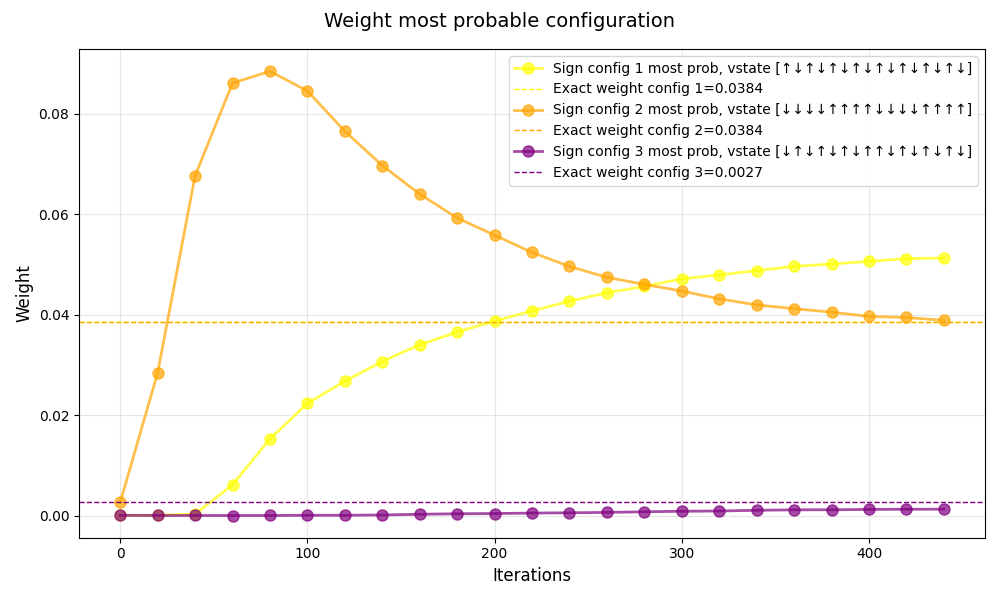 Weight most probable configuration
Sign config 1 most prob, vstate [↑↓↑↓↑↓↑↓↑↓↑↓↑↓↑↓]
Exact weight config 1=0.0384
Sign config 2 most prob, vstate [↓↓↓↓↑↑↑↑↓↓↓↓↑↑↑↑]
Exact weight config 2=0.0384
Sign config 3 most prob, vstate [↓↑↓↑↓↑↓↑↑↓↑↓↑↓↑↓]
Exact weight config 3=0.0027
Weight
0.08
0.06
0.04
0.02
0.00
0 100 200 300 400
Iterations